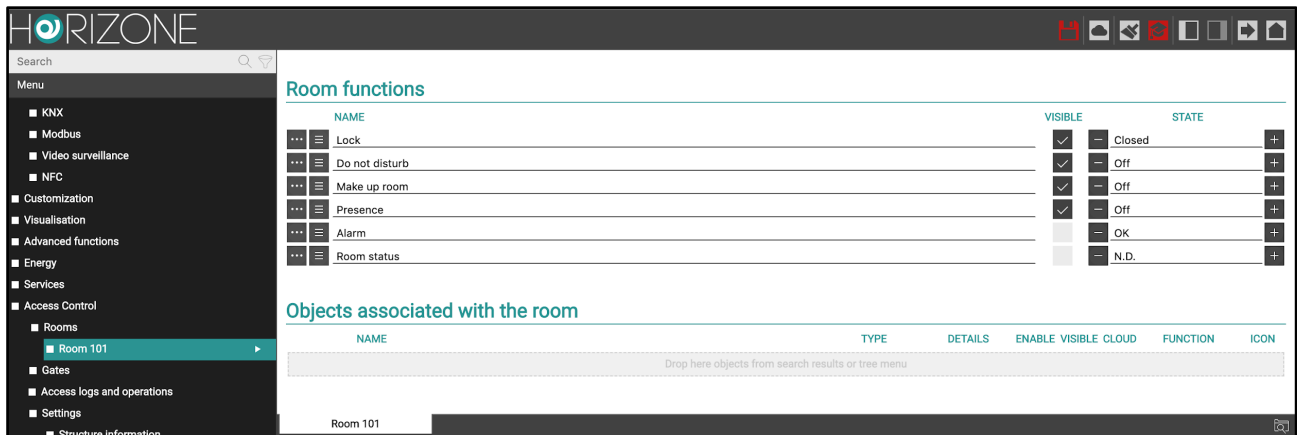 HORIZONE
Search
Menu
KNX
Modbus
Video surveillance
NFC
Customization
Visualisation
Advanced functions
Energy
Services
Access Control
Rooms
Room 101
Gates
Access logs and operations
Settings
Structure information
Room functions
NAME VISIBLE STATE
Lock Closed
Do not disturb Off
Make up room Off
Presence Off
Alarm OK
Room status N.D.
Objects associated with the room
NAME TYPE DETAILS ENABLE VISIBLE CLOUD FUNCTION ICON
Drop here objects from search results or tree menu
Room 101